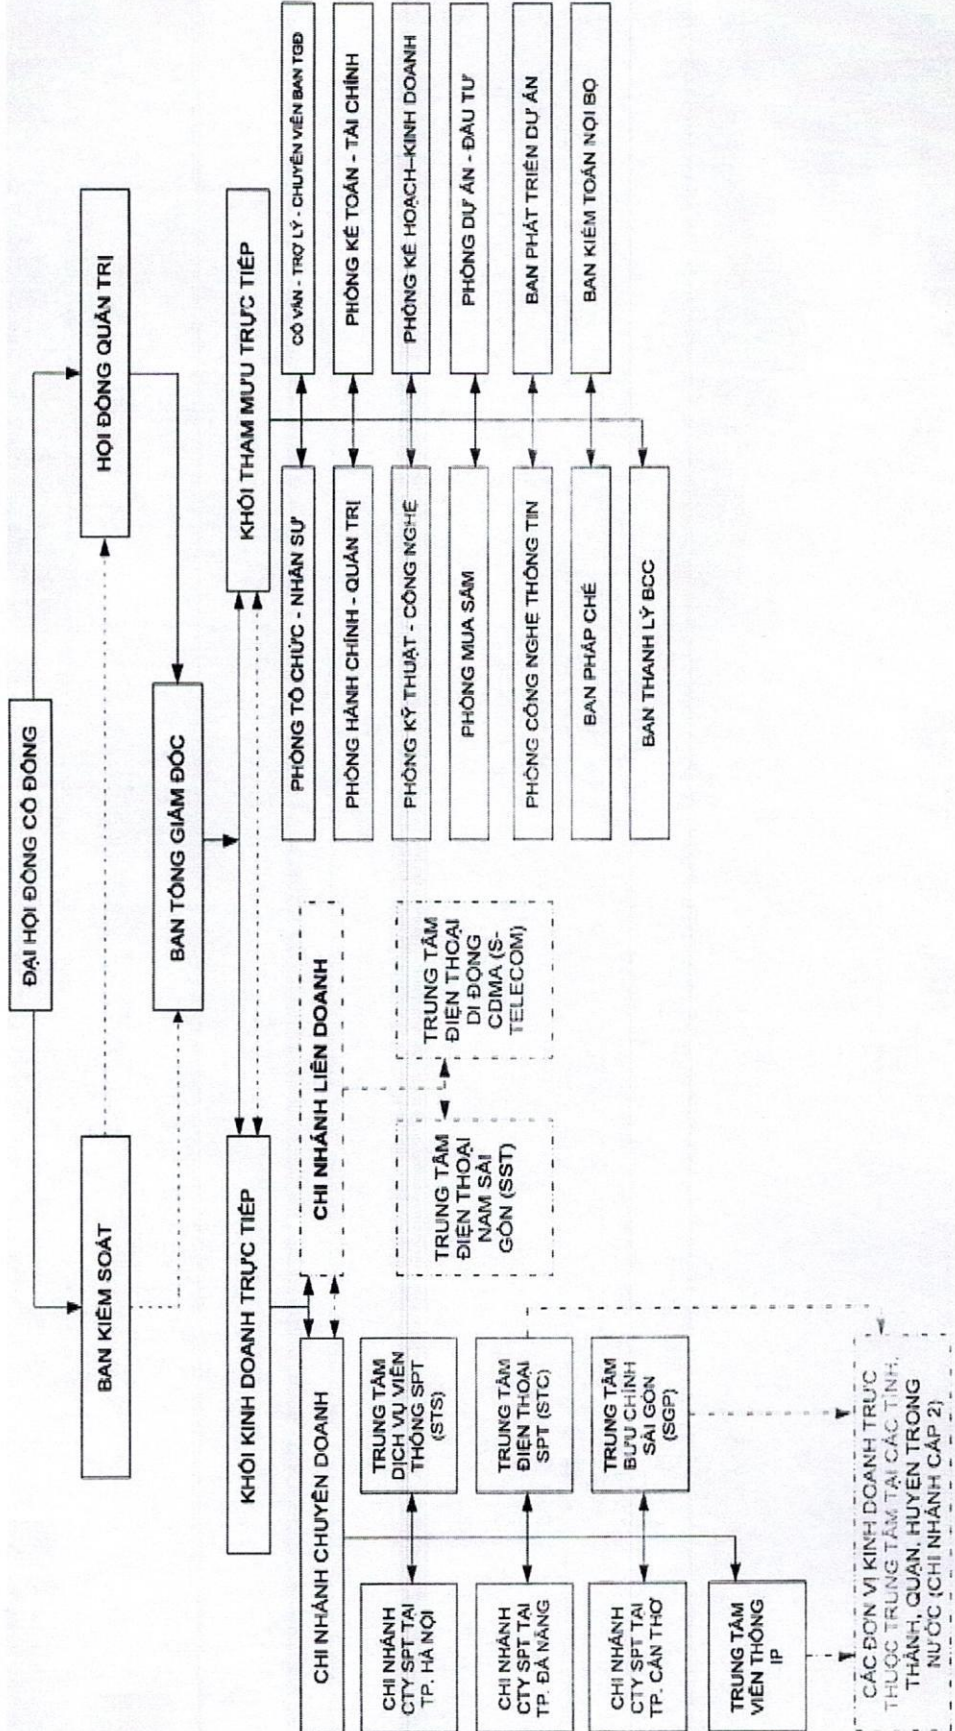 ĐẠI HỘI ĐỒNG CỔ ĐÔNG
BAN KIỂM SOÁT
HỘI ĐỒNG QUẢN TRỊ
BAN TỔNG GIÁM ĐỐC
KHỐI KINH DOANH TRỰC TIẾP
KHỐI THAM MƯU TRỰC TIẾP
CHI NHÁNH CHUYÊN DOANH
CHI NHÁNH LIÊN DOANH
CHI NHÁNH
CTY SPT TẠI
TP. HÀ NỘI
TRUNG TÂM
DỊCH VỤ VIỄN
THÔNG SPT
(STS)
CHI NHÁNH
CTY SPT TẠI
TP. ĐÀ NẴNG
TRUNG TÂM
ĐIỆN THOẠI
SPT (STC)
CHI NHÁNH
CTY SPT TẠI
TP. CẦN THƠ
TRUNG TÂM
BƯU CHÍNH
SÀI GÒN
(SGP)
TRUNG TÂM
VIỄN THÔNG
IP
CÁC ĐƠN VỊ KINH DOANH TRỰC
THUỘC TRUNG TÂM TẠI CÁC TỈNH,
THÀNH, QUẬN, HUYỆN TRONG
NƯỚC (CHI NHÁNH CẤP 2)
TRUNG TÂM
ĐIỆN THOẠI
NAM SÀI
GÒN (SST)
TRUNG TÂM
ĐIỆN THOẠI
DI ĐỘNG
CDMA (S-
TELECOM)
PHÒNG TỔ CHỨC - NHÂN SỰ
CỐ VẤN - TRỢ LÝ - CHUYÊN VIÊN BAN TGĐ
PHÒNG HÀNH CHÍNH - QUẢN TRỊ
PHÒNG KẾ TOÁN - TÀI CHÍNH
PHÒNG KỸ THUẬT - CÔNG NGHỆ
PHÒNG KẾ HOẠCH–KINH DOANH
PHÒNG MUA SẮM
PHÒNG DỰ ÁN - ĐẦU TƯ
PHÒNG CÔNG NGHỆ THÔNG TIN
BAN PHÁT TRIỂN DỰ ÁN
BAN PHÁP CHẾ
BAN KIỂM TOÁN NỘI BỘ
BAN THANH LÝ BCC